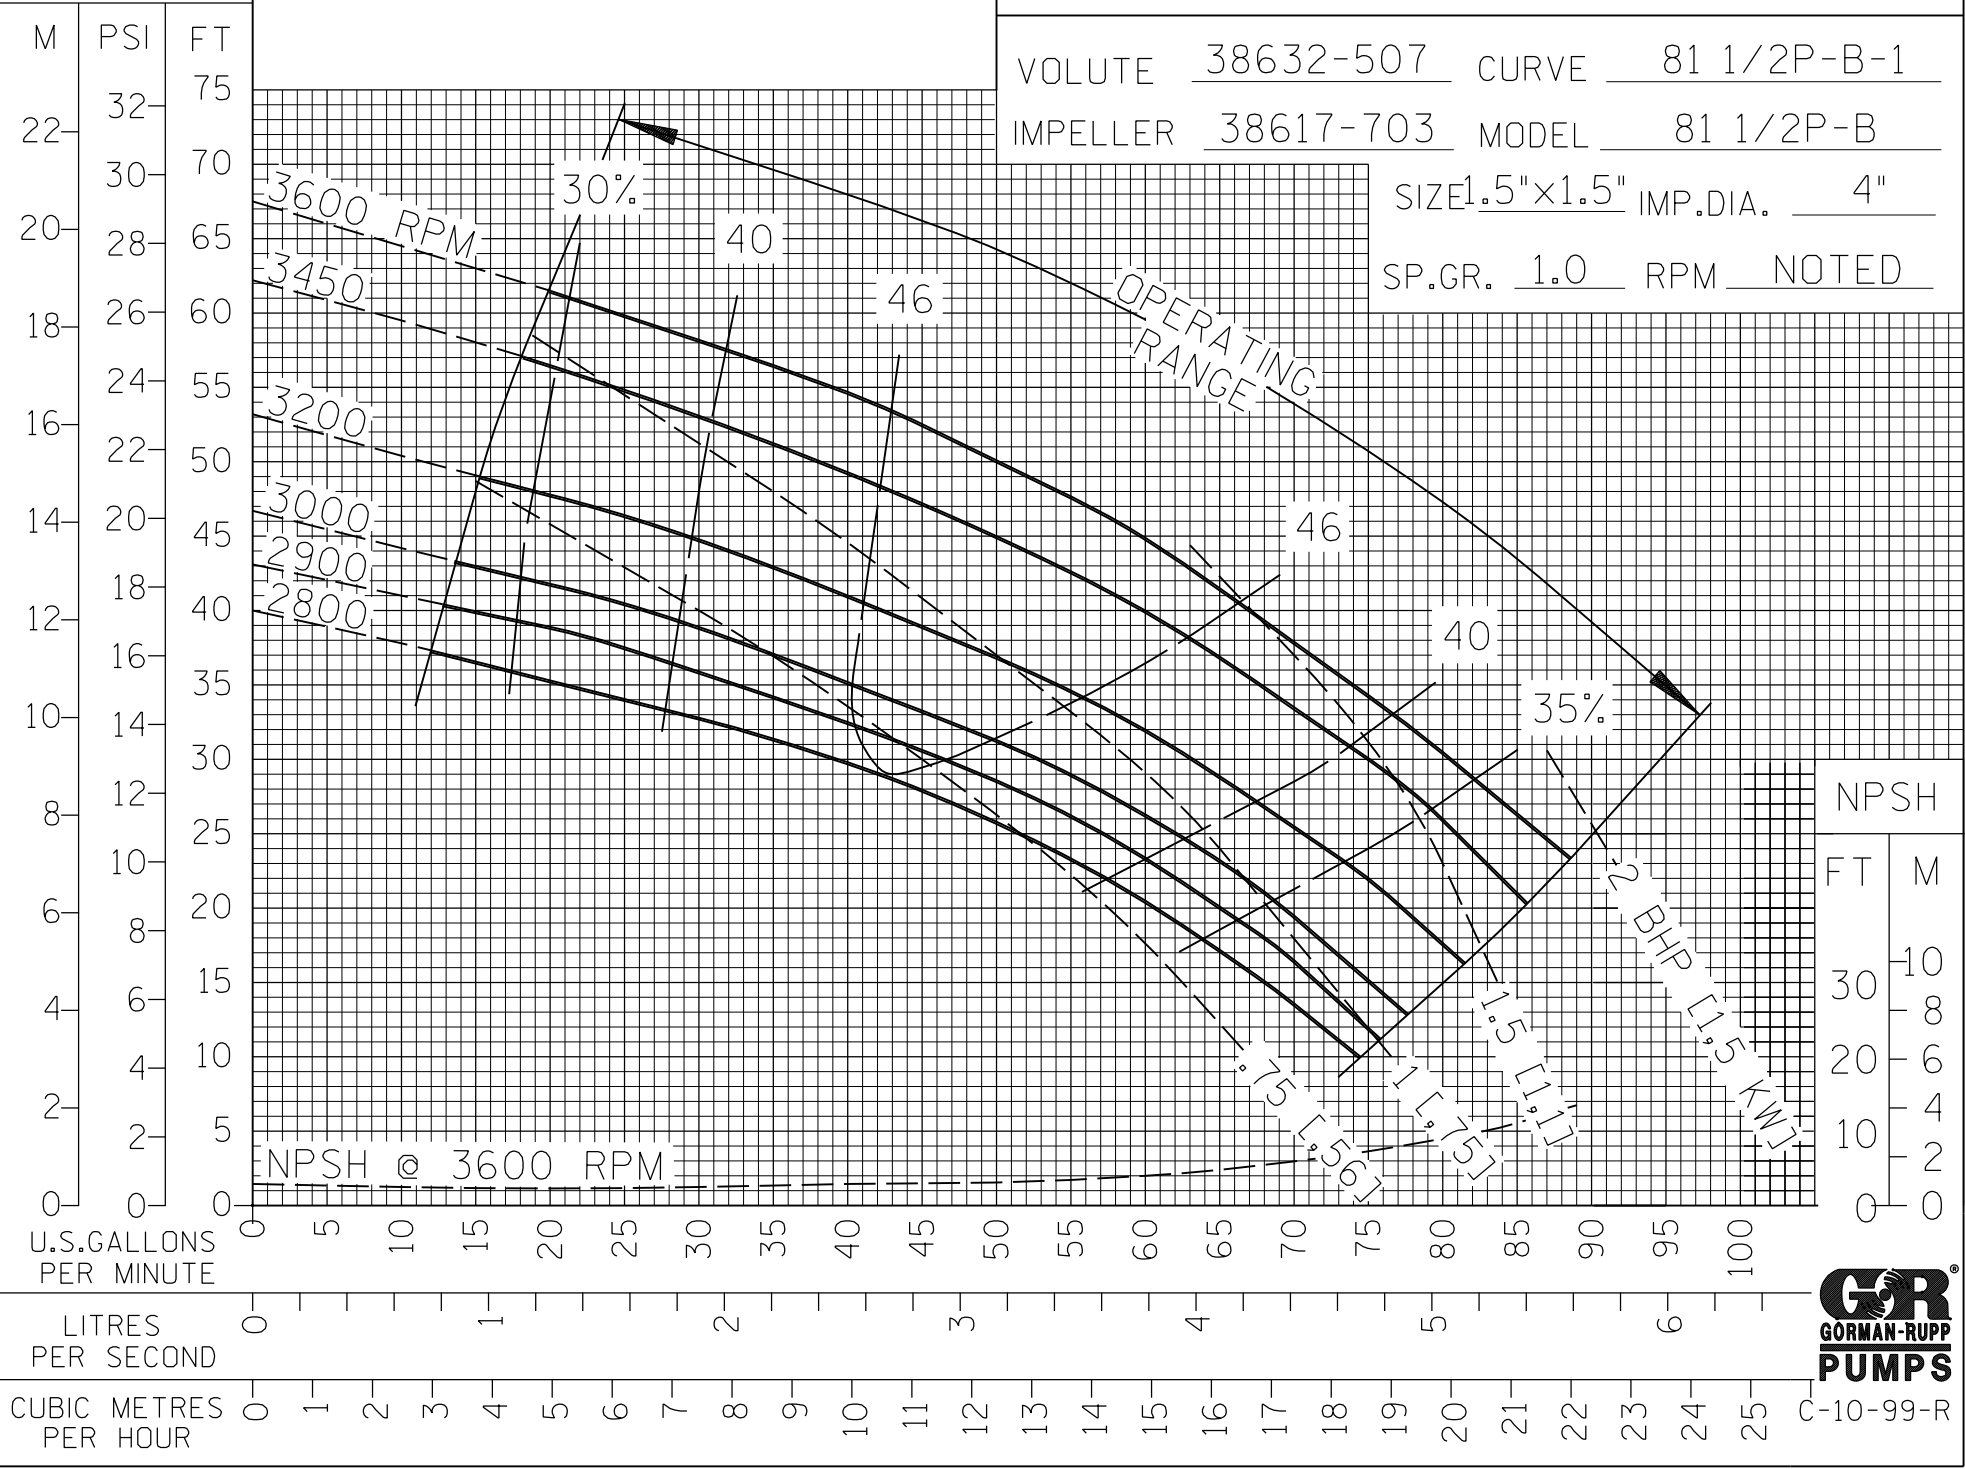 M PSI FT
VOLUTE 38632-507 CURVE 81 1/2P-B-1
IMPELLER 38617-703 MODEL 81 1/2P-B
SIZE 1.5"x1.5" IMP.DIA. 4"
SP.GR. 1.0 RPM NOTED
22
20
18
16
14
12
10
8
6
4
2
0
32
30
28
26
24
22
20
18
16
14
12
10
8
6
4
2
0
75
70
65
60
55
50
45
40
35
30
25
20
15
10
5
0
3600 RPM
3450
3200
3000
2900
2800
30%
40
46
OPERATING
RANGE
46
40
35%
2 BHP [1,5 KW]
1.5 [1,1]
1 [,75]
.75 [,56]
NPSH @ 3600 RPM
NPSH
FT M
30
20
10
0
10
8
6
4
2
0
U.S.GALLONS
PER MINUTE
0 5 10 15 20 25 30 35 40 45 50 55 60 65 70 75 80 85 90 95 100
LITRES
PER SECOND
0 1 2 3 4 5 6
CUBIC METRES
PER HOUR
0 1 2 3 4 5 6 7 8 9 10 11 12 13 14 15 16 17 18 19 20 21 22 23 24 25
GR®
GORMAN-RUPP
PUMPS
C-10-99-R